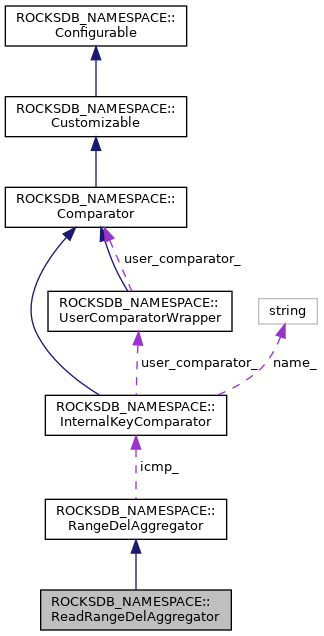 ROCKSDB_NAMESPACE::
Configurable
ROCKSDB_NAMESPACE::
Customizable
ROCKSDB_NAMESPACE::
Comparator
user_comparator_
ROCKSDB_NAMESPACE::
UserComparatorWrapper
string
user_comparator_
name_
ROCKSDB_NAMESPACE::
InternalKeyComparator
icmp_
ROCKSDB_NAMESPACE::
RangeDelAggregator
ROCKSDB_NAMESPACE::
ReadRangeDelAggregator